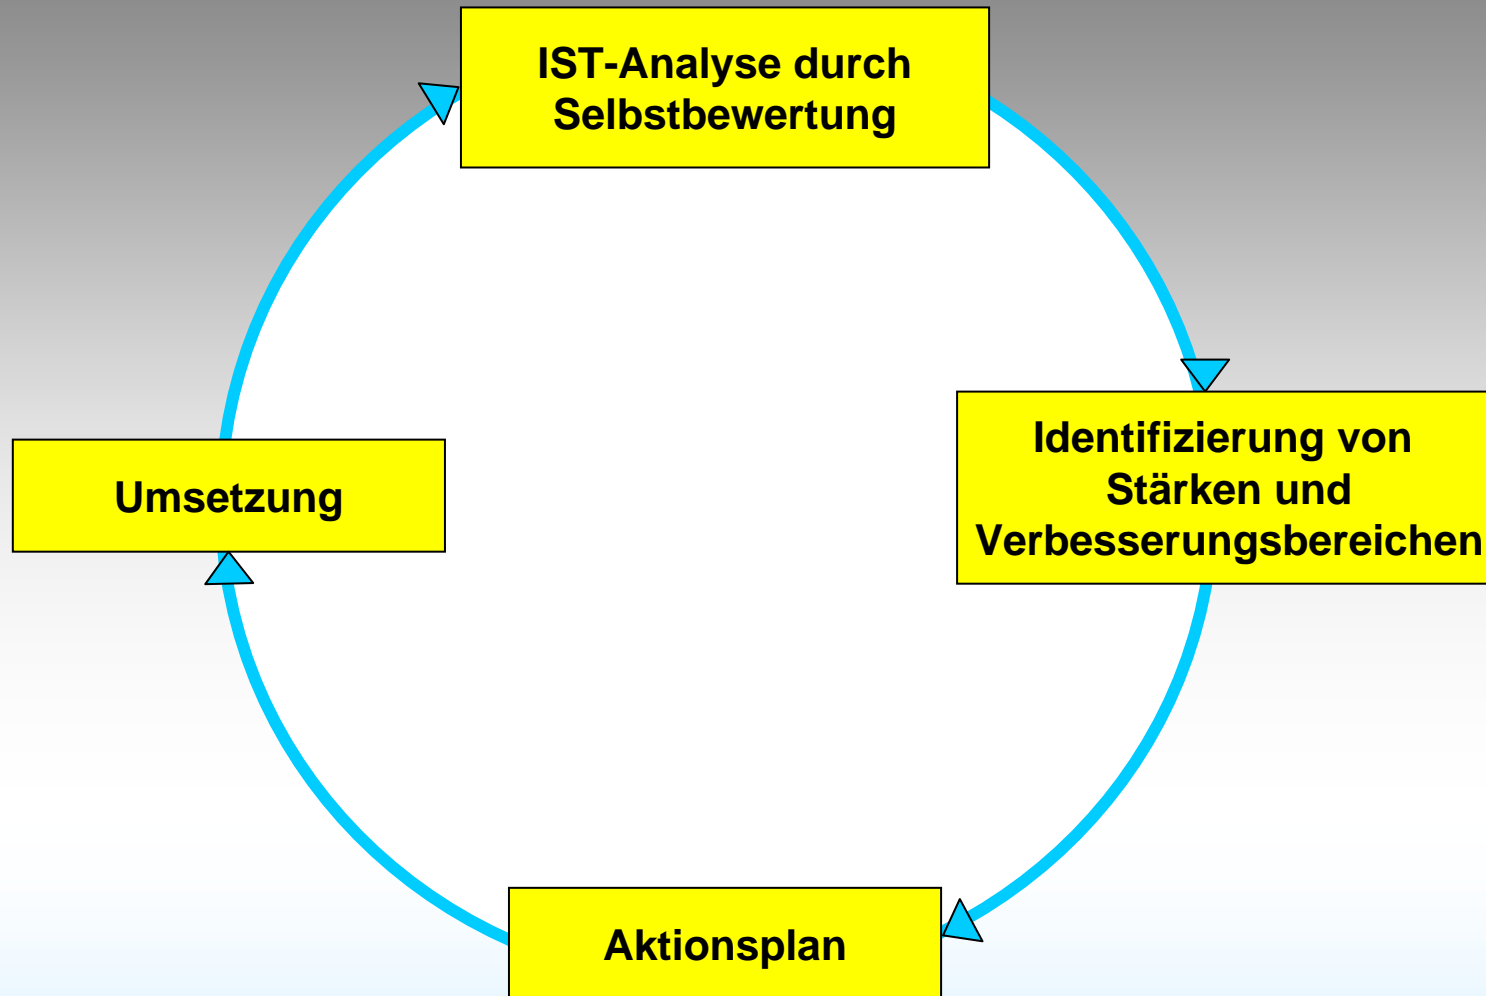 IST-Analyse durch
Selbstbewertung
Identifizierung von
Stärken und
Verbesserungsbereichen
Umsetzung
Aktionsplan